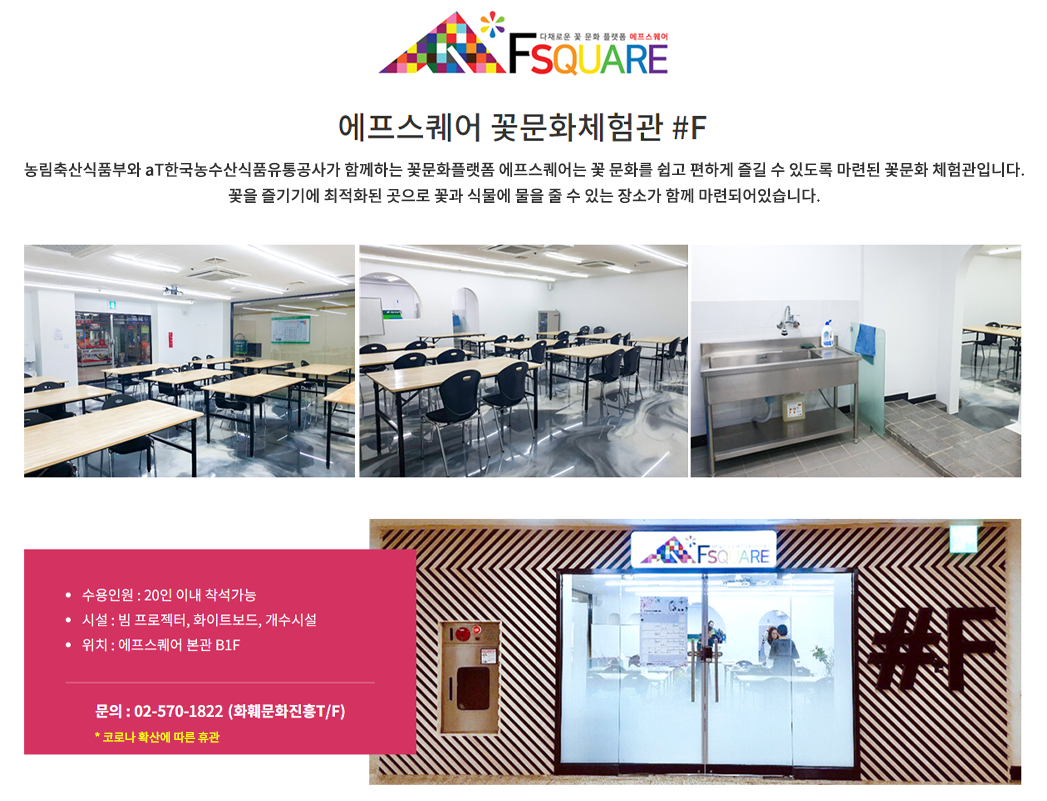 다채로운 꽃 문화 플랫폼 에프스퀘어
FSQUARE
에프스퀘어 꽃문화체험관 #F
농림축산식품부와 aT한국농수산식품유통공사가 함께하는 꽃문화플랫폼 에프스퀘어는 꽃 문화를 쉽고 편하게 즐길 수 있도록 마련된 꽃문화 체험관입니다.
꽃을 즐기기에 최적화된 곳으로 꽃과 식물에 물을 줄 수 있는 장소가 함께 마련되어있습니다.
수용인원 : 20인 이내 착석가능
시설 : 빔 프로젝터, 화이트보드, 개수시설
위치 : 에프스퀘어 본관 B1F
문의 : 02-570-1822 (화훼문화진흥T/F)
* 코로나 확산에 따른 휴관
FSQUARE
#F